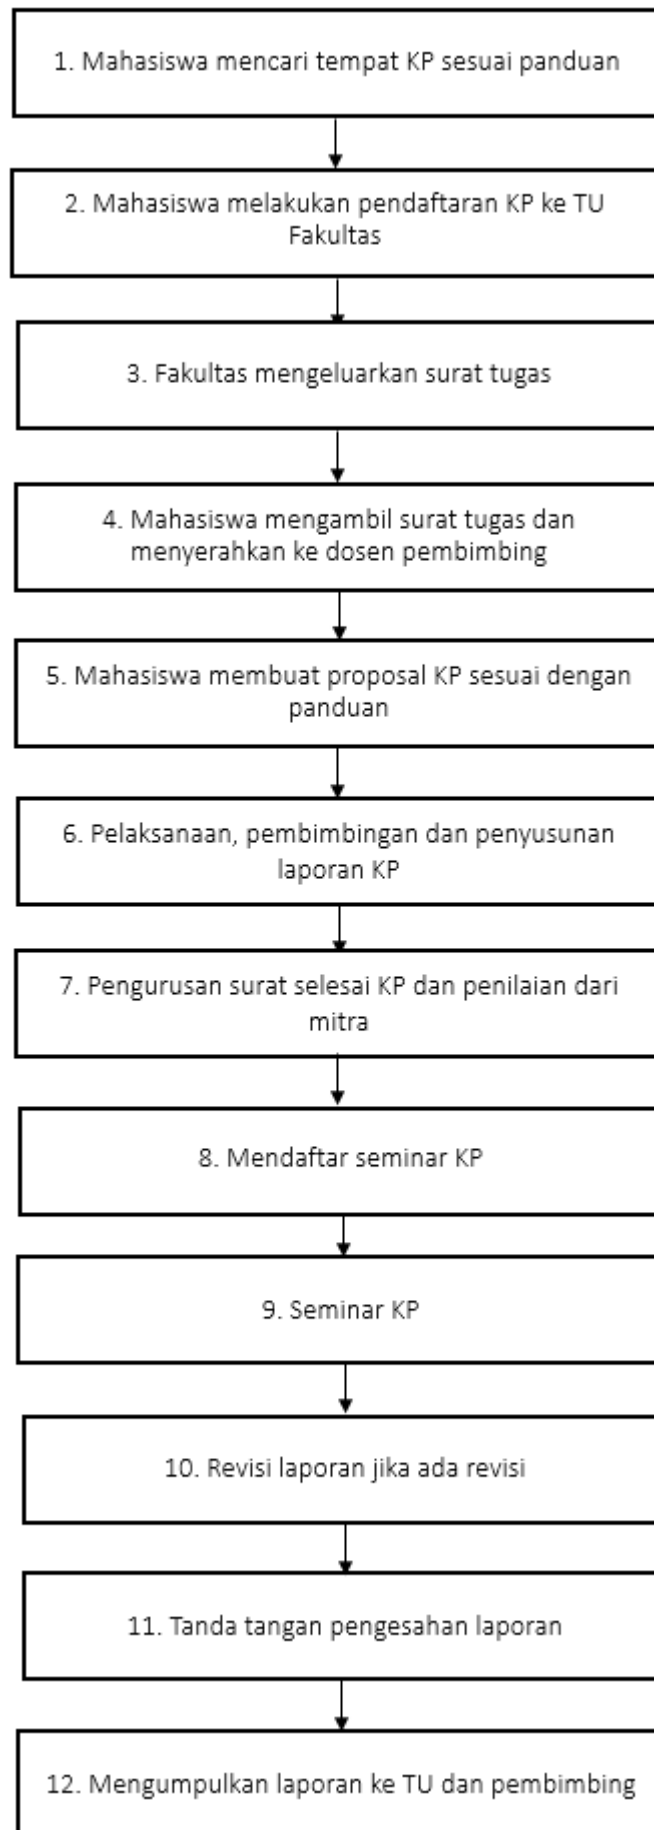 1. Mahasiswa mencari tempat KP sesuai panduan
2. Mahasiswa melakukan pendaftaran KP ke TU
Fakultas
3. Fakultas mengeluarkan surat tugas
4. Mahasiswa mengambil surat tugas dan
menyerahkan ke dosen pembimbing
5. Mahasiswa membuat proposal KP sesuai dengan
panduan
6. Pelaksanaan, pembimbingan dan penyusunan
laporan KP
7. Pengurusan surat selesai KP dan penilaian dari
mitra
8. Mendaftar seminar KP
9. Seminar KP
10. Revisi laporan jika ada revisi
11. Tanda tangan pengesahan laporan
12. Mengumpulkan laporan ke TU dan pembimbing